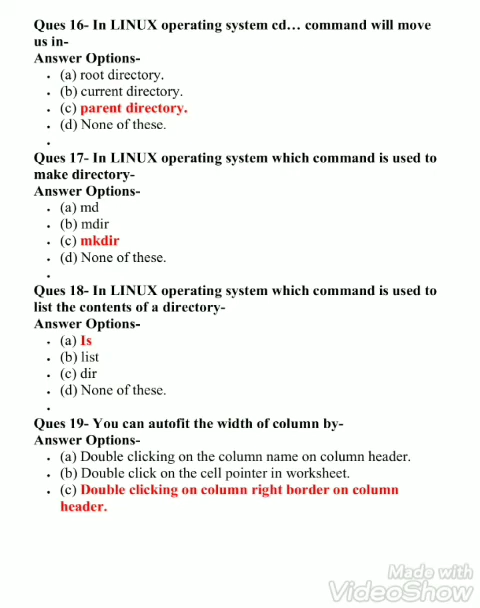 Ques 16- In LINUX operating system cd... command will move
us in-
Answer Options-
• (a) root directory.
• (b) current directory.
• (c) parent directory.
• (d) None of these.
•
Ques 17- In LINUX operating system which command is used to
make directory-
Answer Options-
• (a) md
• (b) mdir
• (c) mkdir
• (d) None of these.
•
Ques 18- In LINUX operating system which command is used to
list the contents of a directory-
Answer Options-
• (a) Is
• (b) list
• (c) dir
• (d) None of these.
•
Ques 19- You can autofit the width of column by-
Answer Options-
• (a) Double clicking on the column name on column header.
• (b) Double click on the cell pointer in worksheet.
• (c) Double clicking on column right border on column
header.
Made with
VideoShow